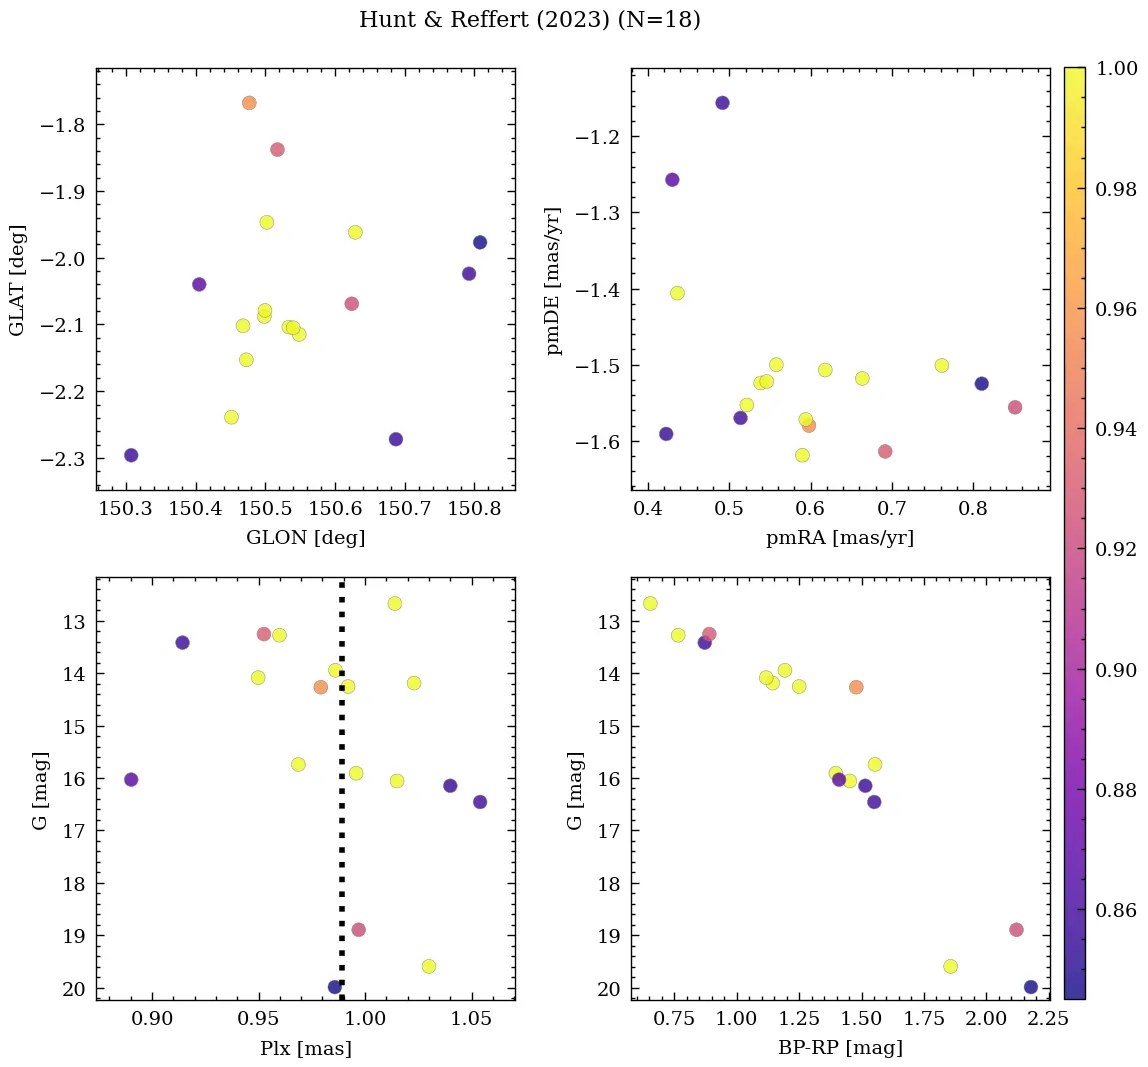 Hunt & Reffert (2023) (N=18)
−1.8
−1.9
−2.0
−2.1
−2.2
−2.3
GLAT [deg]
150.3 150.4 150.5 150.6 150.7 150.8
GLON [deg]
−1.2
−1.3
−1.4
−1.5
−1.6
pmDE [mas/yr]
0.4 0.5 0.6 0.7 0.8
pmRA [mas/yr]
13
14
15
16
17
18
19
20
G [mag]
0.90 0.95 1.00 1.05
Plx [mas]
13
14
15
16
17
18
19
20
G [mag]
0.75 1.00 1.25 1.50 1.75 2.00 2.25
BP-RP [mag]
1.00
0.98
0.96
0.94
0.92
0.90
0.88
0.86